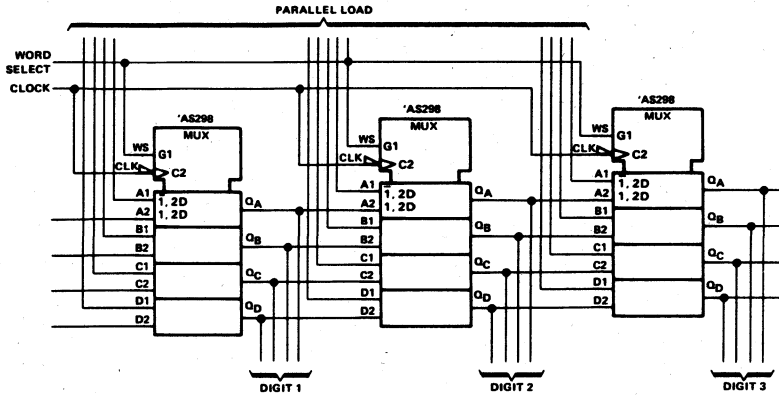 PARALLEL LOAD
WORD
SELECT
CLOCK
'AS298
MUX
WS
G1
CLK
C2
A1
1, 2D
QA
A2
1, 2D
B1
QB
B2
C1
QC
C2
D1
QD
D2
DIGIT 1
'AS298
MUX
WS
G1
CLK
C2
A1
1, 2D
QA
A2
1, 2D
B1
QB
B2
C1
QC
C2
D1
QD
D2
DIGIT 2
'AS298
MUX
WS
G1
CLK
C2
A1
1, 2D
QA
A2
1, 2D
B1
QB
B2
C1
QC
C2
D1
QD
D2
DIGIT 3